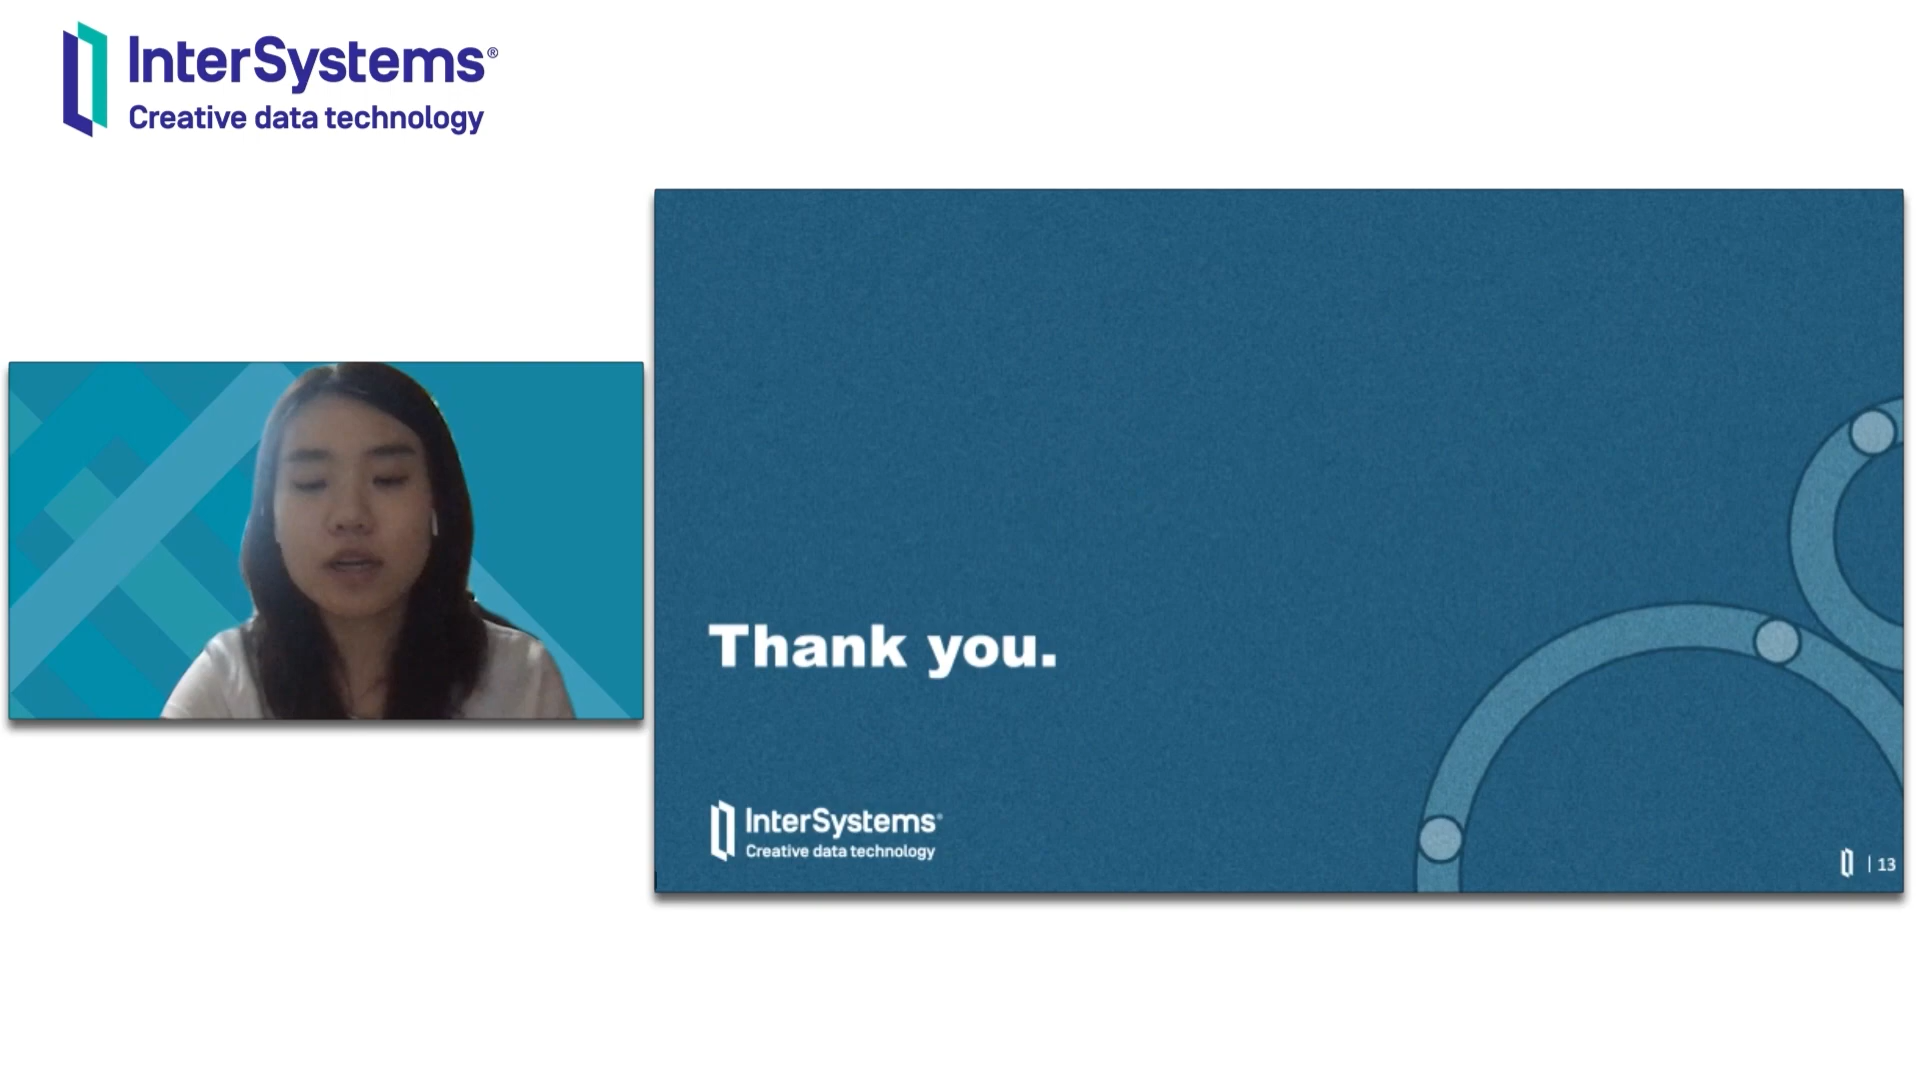 InterSystems®
Creative data technology
Thank you.
InterSystems®
Creative data technology
| 13